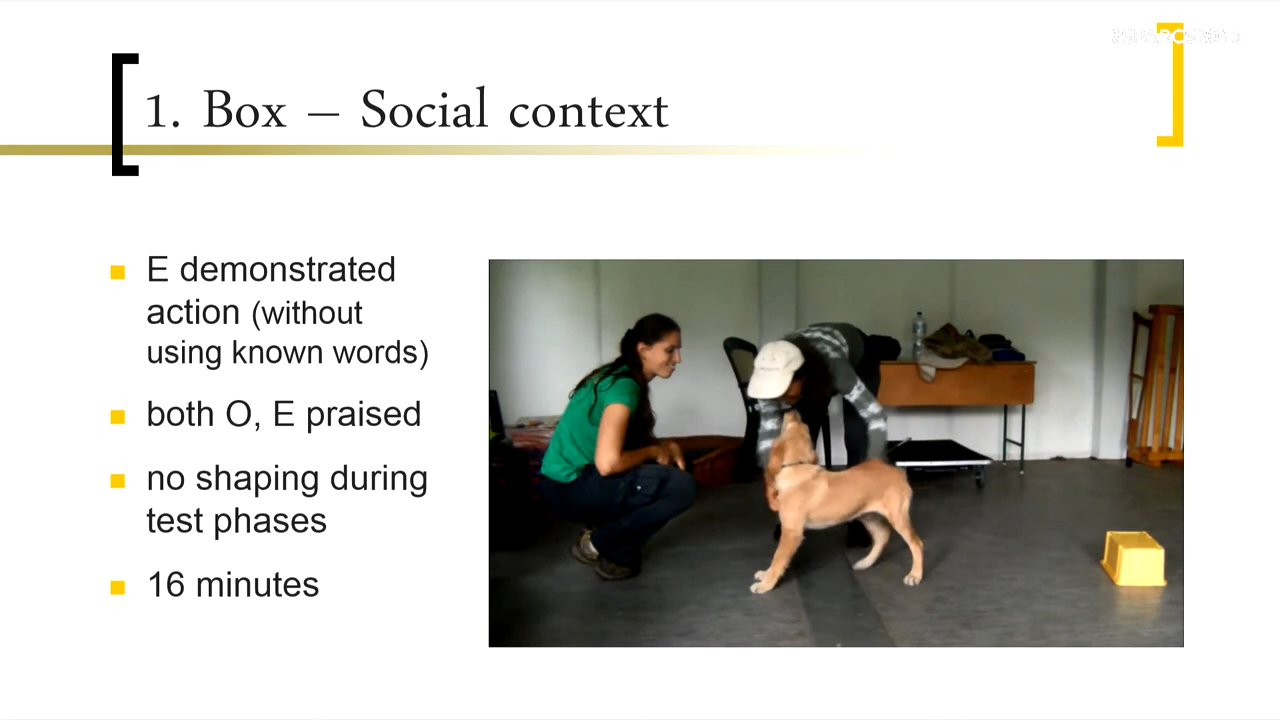 1. Box – Social context
E demonstrated
action (without
using known words)
both O, E praised
no shaping during
test phases
16 minutes